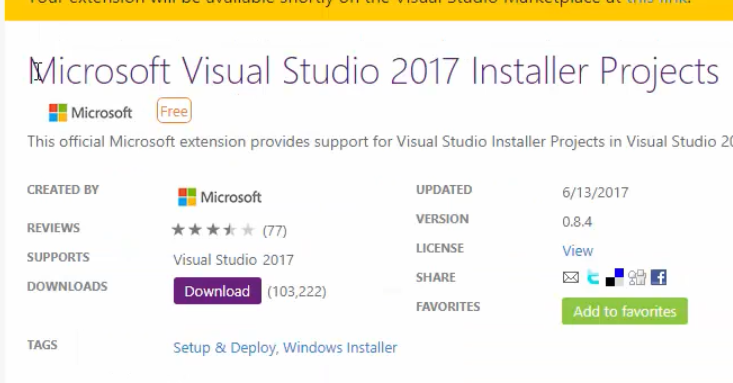 Your extension will be available shortly on the Visual Studio Marketplace at this link.
Microsoft Visual Studio 2017 Installer Projects
Microsoft Free
This official Microsoft extension provides support for Visual Studio Installer Projects in Visual Studio 20
CREATED BY Microsoft UPDATED 6/13/2017
REVIEWS (77) VERSION 0.8.4
SUPPORTS Visual Studio 2017 LICENSE View
DOWNLOADS Download (103,222) SHARE
FAVORITES Add to favorites
TAGS Setup & Deploy, Windows Installer